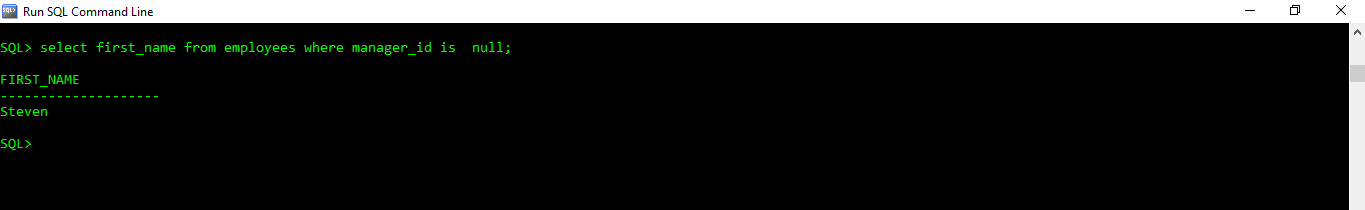 Run SQL Command Line
SQL> select first_name from employees where manager_id is  null;
FIRST_NAME
--------------------
Steven
SQL>